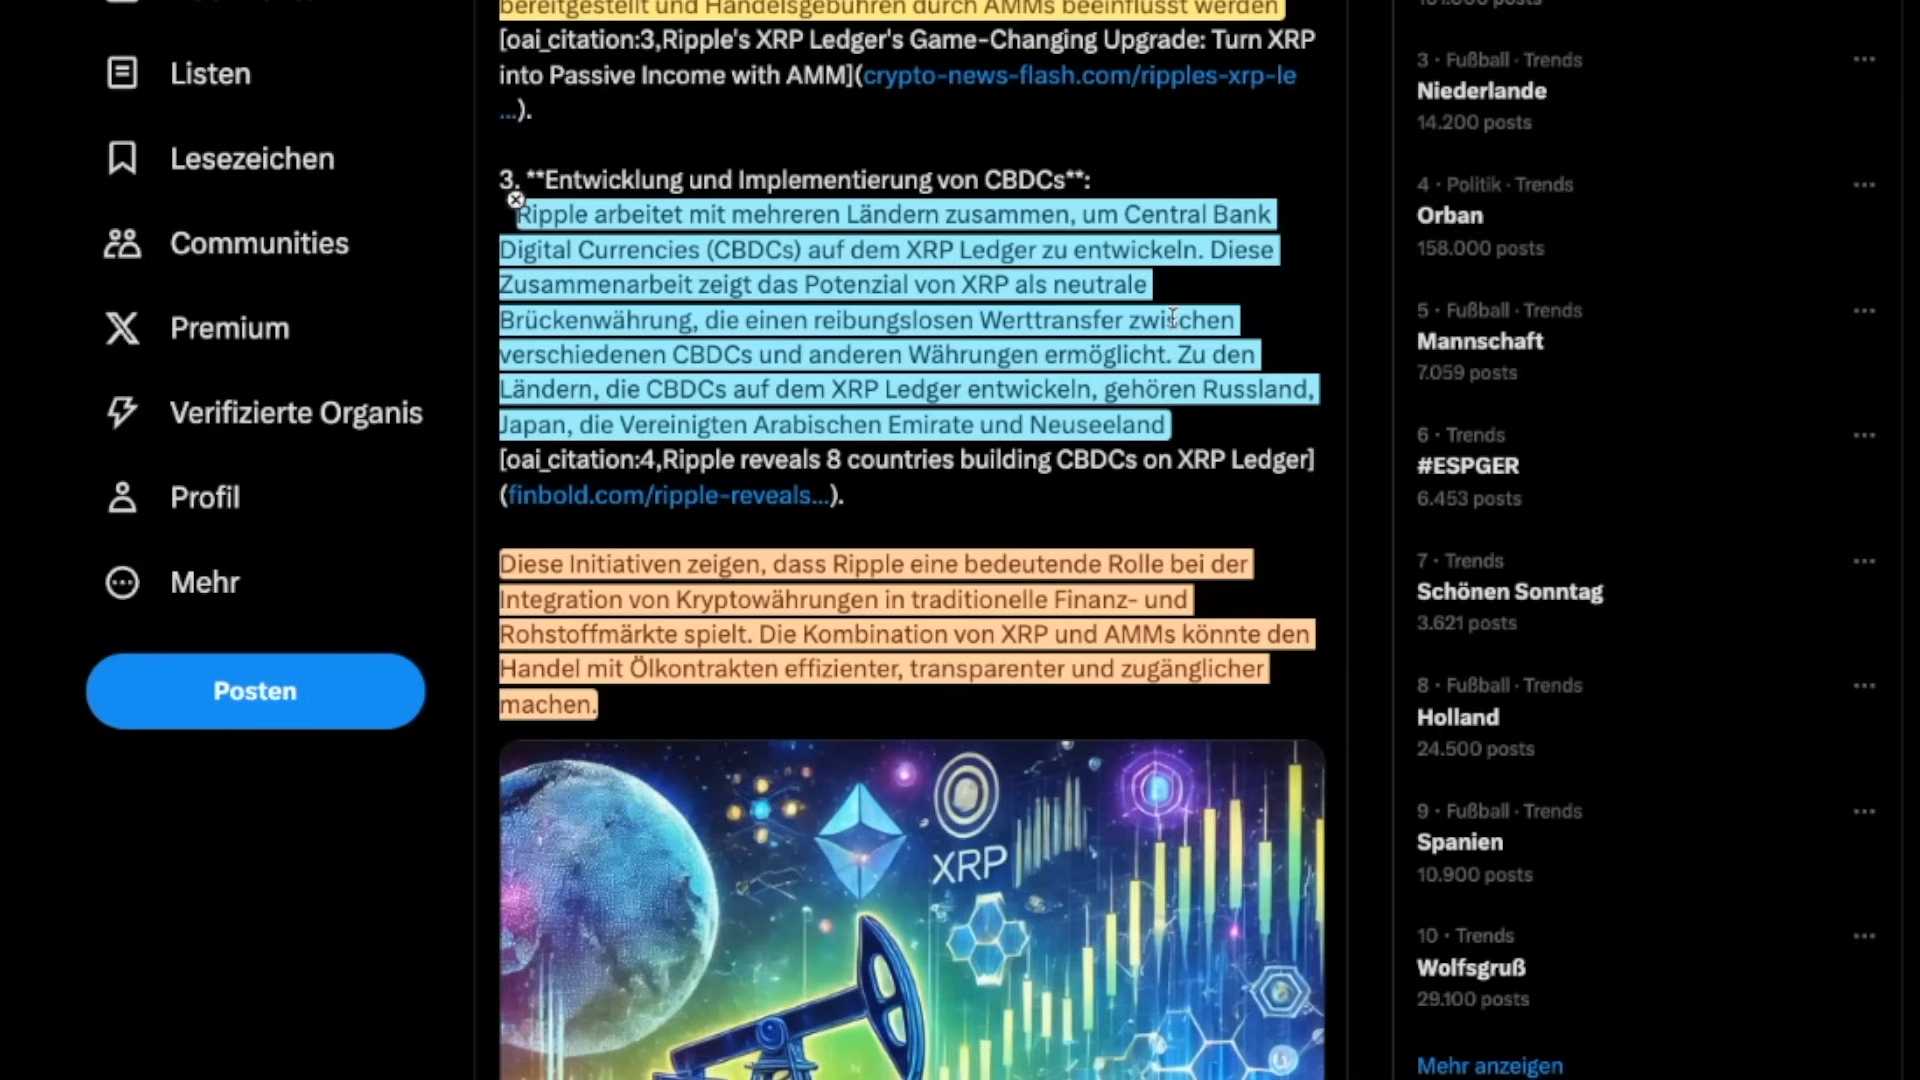 Listen
Lesezeichen
Communities
Premium
Verifizierte Organis
Profil
Mehr
Posten
bereitgestellt und Handelsgebühren durch AMMs beeinflusst werden
[oai_citation:3,Ripple's XRP Ledger's Game-Changing Upgrade: Turn XRP
into Passive Income with AMM](crypto-news-flash.com/ripples-xrp-le
...).
3. **Entwicklung und Implementierung von CBDCs**:
Ripple arbeitet mit mehreren Ländern zusammen, um Central Bank
Digital Currencies (CBDCs) auf dem XRP Ledger zu entwickeln. Diese
Zusammenarbeit zeigt das Potenzial von XRP als neutrale
Brückenwährung, die einen reibungslosen Werttransfer zwischen
verschiedenen CBDCs und anderen Währungen ermöglicht. Zu den
Ländern, die CBDCs auf dem XRP Ledger entwickeln, gehören Russland,
Japan, die Vereinigten Arabischen Emirate und Neuseeland
[oai_citation:4,Ripple reveals 8 countries building CBDCs on XRP Ledger]
(finbold.com/ripple-reveals...).
Diese Initiativen zeigen, dass Ripple eine bedeutende Rolle bei der
Integration von Kryptowährungen in traditionelle Finanz- und
Rohstoffmärkte spielt. Die Kombination von XRP und AMMs könnte den
Handel mit Ölkontrakten effizienter, transparenter und zugänglicher
machen.
XRP
3 · Fußball · Trends
Niederlande
14.200 posts
4 · Politik · Trends
Orban
158.000 posts
5 · Fußball · Trends
Mannschaft
7.059 posts
6 · Trends
#ESPGER
6.453 posts
7 · Trends
Schönen Sonntag
3.621 posts
8 · Fußball · Trends
Holland
24.500 posts
9 · Fußball · Trends
Spanien
10.900 posts
10 · Trends
Wolfsgruß
29.100 posts
Mehr anzeigen